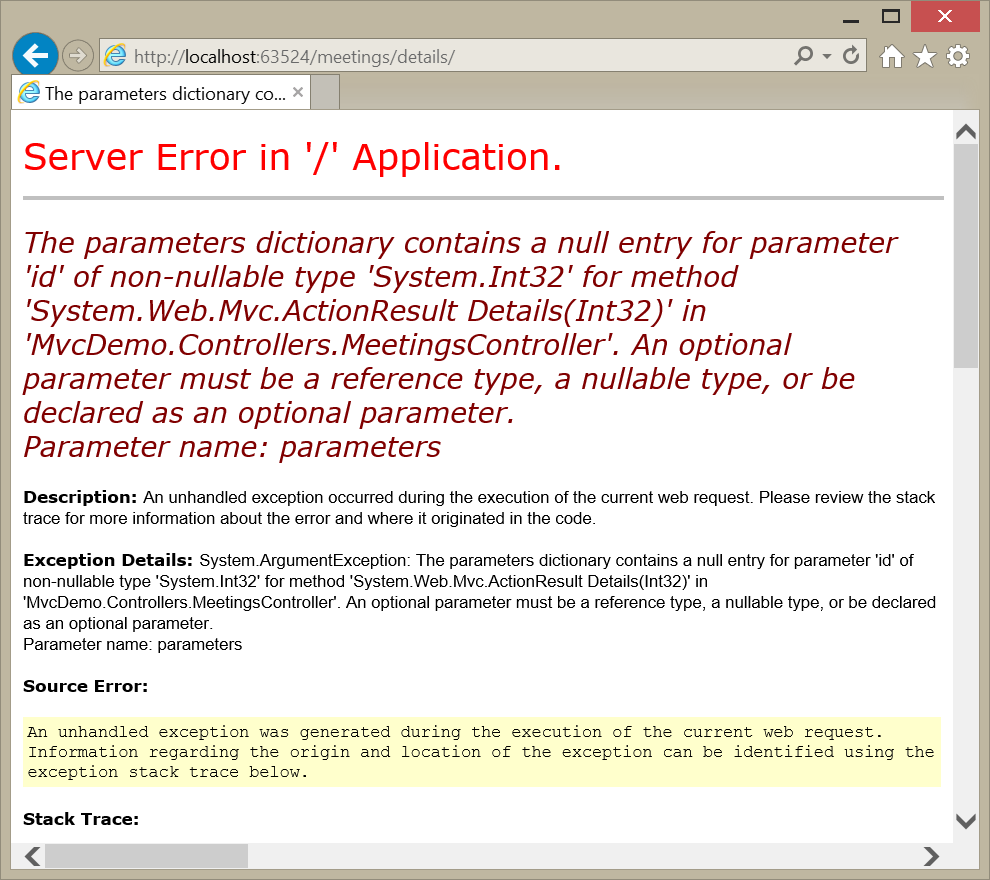 http://localhost:63524/meetings/details/
The parameters dictionary co...
Server Error in '/' Application.
The parameters dictionary contains a null entry for parameter
'id' of non-nullable type 'System.Int32' for method
'System.Web.Mvc.ActionResult Details(Int32)' in
'MvcDemo.Controllers.MeetingsController'. An optional
parameter must be a reference type, a nullable type, or be
declared as an optional parameter.
Parameter name: parameters
Description: An unhandled exception occurred during the execution of the current web request. Please review the stack
trace for more information about the error and where it originated in the code.
Exception Details: System.ArgumentException: The parameters dictionary contains a null entry for parameter 'id' of
non-nullable type 'System.Int32' for method 'System.Web.Mvc.ActionResult Details(Int32)' in
'MvcDemo.Controllers.MeetingsController'. An optional parameter must be a reference type, a nullable type, or be declared
as an optional parameter.
Parameter name: parameters
Source Error:
An unhandled exception was generated during the execution of the current web request.
Information regarding the origin and location of the exception can be identified using the
exception stack trace below.
Stack Trace: